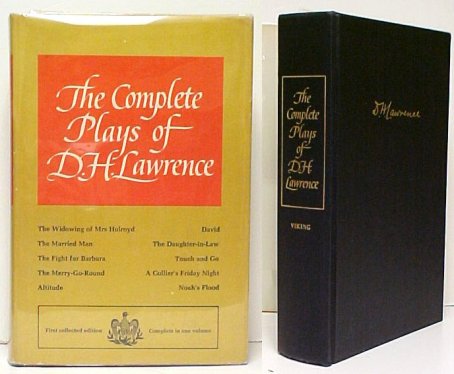 The Complete
Plays of
D.H. Lawrence
The Widowing of Mrs Holroyd David
The Married Man The Daughter-in-Law
The Fight for Barbara Touch and Go
The Merry-Go-Round A Collier's Friday Night
Altitude Noah's Flood
First collected edition Complete in one volume
The
Complete
Plays
of
D.H.
Lawrence
VIKING
D.H. Lawrence